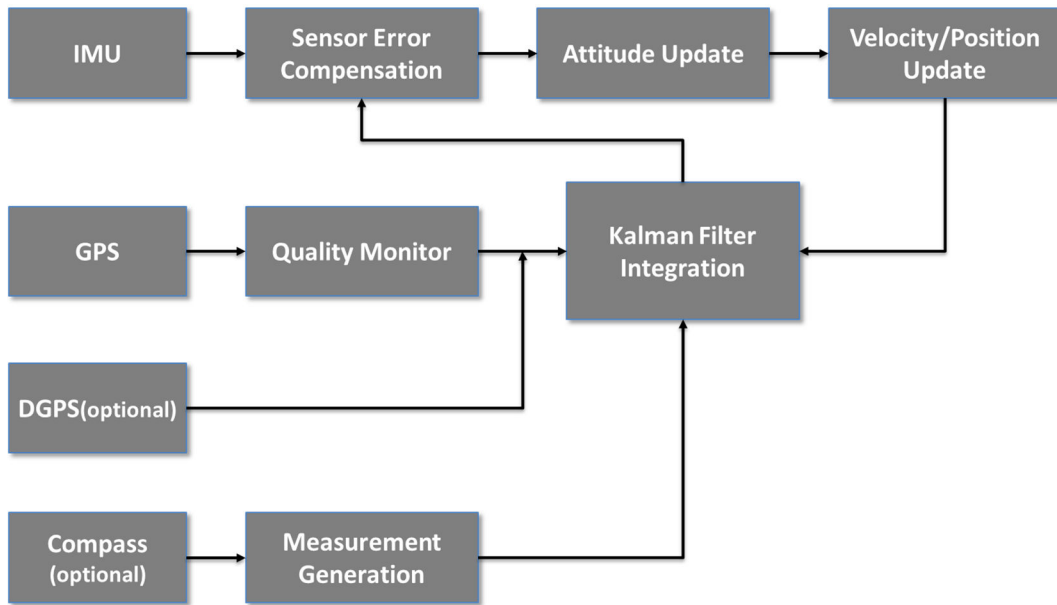 IMU
Sensor Error
Compensation
Attitude Update
Velocity/Position
Update
GPS
Quality Monitor
Kalman Filter
Integration
DGPS(optional)
Compass
(optional)
Measurement
Generation